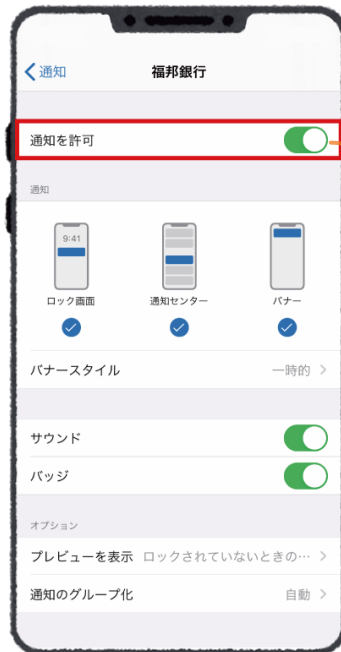 通知 福邦銀行
通知を許可
通知
9:41
ロック画面 通知センター バナー
バナースタイル 一時的
サウンド
バッジ
オプション
プレビューを表示 ロックされていないときの…
通知のグループ化 自動